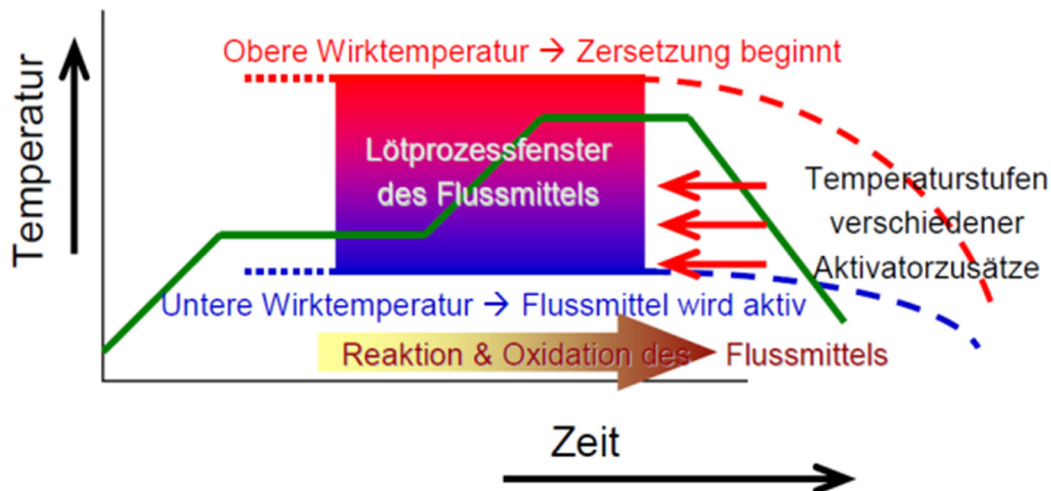 Temperatur
Obere Wirktemperatur → Zersetzung beginnt
Lötprozessfenster
des Flussmittels
Temperaturstufen
verschiedener
Aktivatorzusätze
Untere Wirktemperatur → Flussmittel wird aktiv
Reaktion & Oxidation des Flussmittels
Zeit